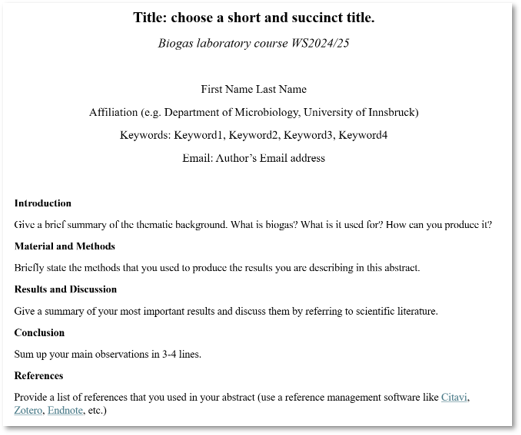 Title: choose a short and succinct title.
Biogas laboratory course WS2024/25
First Name Last Name
Affiliation (e.g. Department of Microbiology, University of Innsbruck)
Keywords: Keyword1, Keyword2, Keyword3, Keyword4
Email: Author's Email address
Introduction
Give a brief summary of the thematic background. What is biogas? What is it used for? How can you produce it?
Material and Methods
Briefly state the methods that you used to produce the results you are describing in this abstract.
Results and Discussion
Give a summary of your most important results and discuss them by referring to scientific literature.
Conclusion
Sum up your main observations in 3-4 lines.
References
Provide a list of references that you used in your abstract (use a reference management software like Citavi,
Zotero, Endnote, etc.)